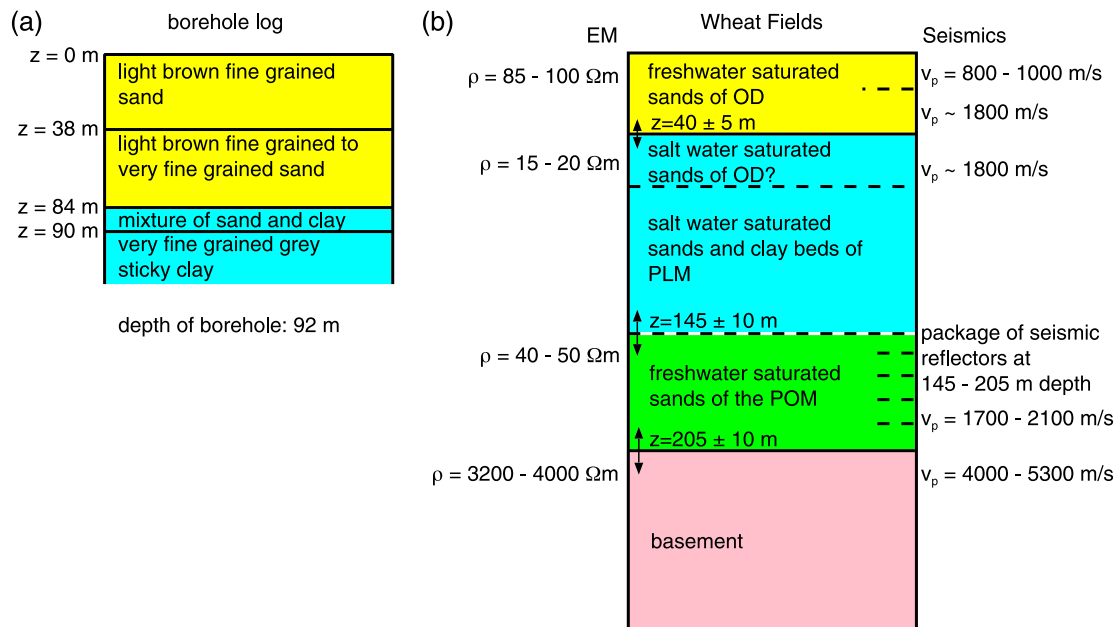 (a)
borehole log
z = 0 m
light brown fine grained
sand
z = 38 m
light brown fine grained to
very fine grained sand
z = 84 m
mixture of sand and clay
z = 90 m
very fine grained grey
sticky clay
depth of borehole: 92 m
(b)
EM
Wheat Fields
Seismics
ρ = 85 - 100 Ωm
freshwater saturated
sands of OD
z=40 ± 5 m
vₚ = 800 - 1000 m/s
vₚ ~ 1800 m/s
ρ = 15 - 20 Ωm
salt water saturated
sands of OD?
vₚ ~ 1800 m/s
salt water saturated
sands and clay beds of
PLM
z=145 ± 10 m
package of seismic
reflectors at
145 - 205 m depth
ρ = 40 - 50 Ωm
freshwater saturated
sands of the POM
vₚ = 1700 - 2100 m/s
z=205 ± 10 m
ρ = 3200 - 4000 Ωm
vₚ = 4000 - 5300 m/s
basement